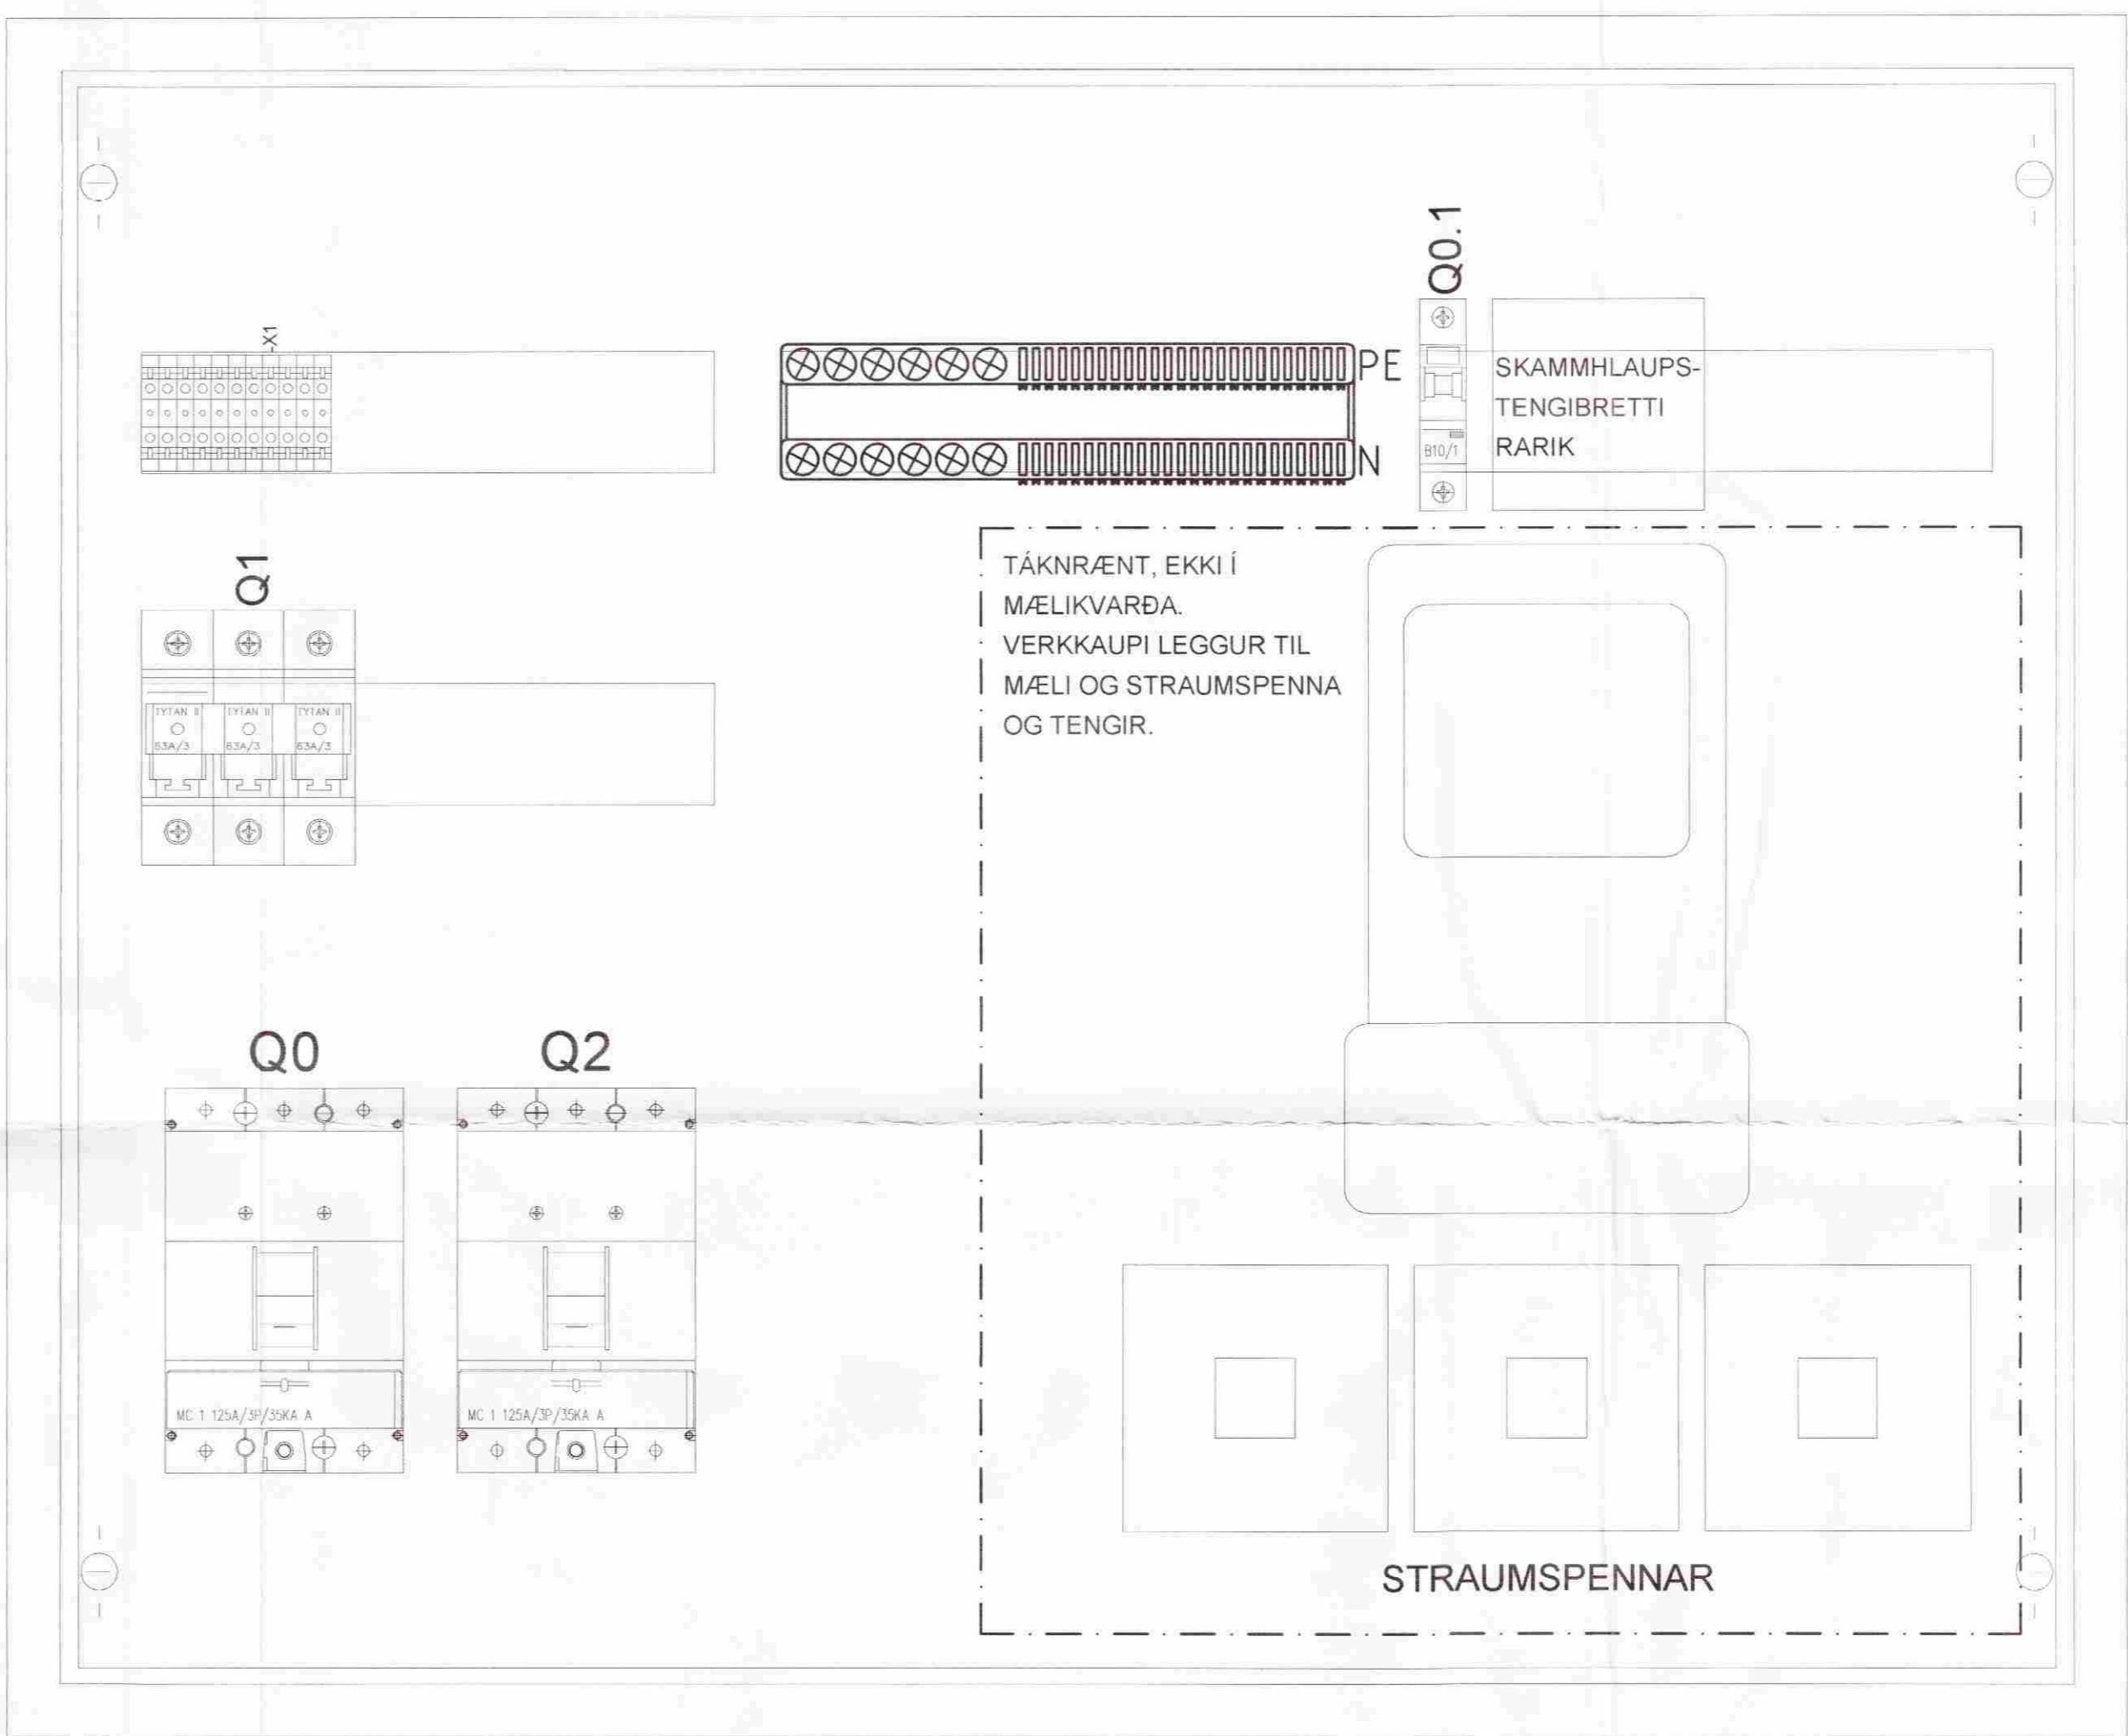 Q0.1
-X1
PE
N
B10/1
SKAMMHLAUPS-
TENGIBRETTI
RARIK
Q1
TYTAN II TYTAN II TYTAN II
63A/3 63A/3 63A/3
TÁKNRÆNT, EKKI Í
MÆLIKVARÐA.
VERKKAUPI LEGGUR TIL
MÆLI OG STRAUMSPENNA
OG TENGIR.
Q0
Q2
MC 1 125A/3P/35KA A
MC 1 125A/3P/35KA A
STRAUMSPENNAR